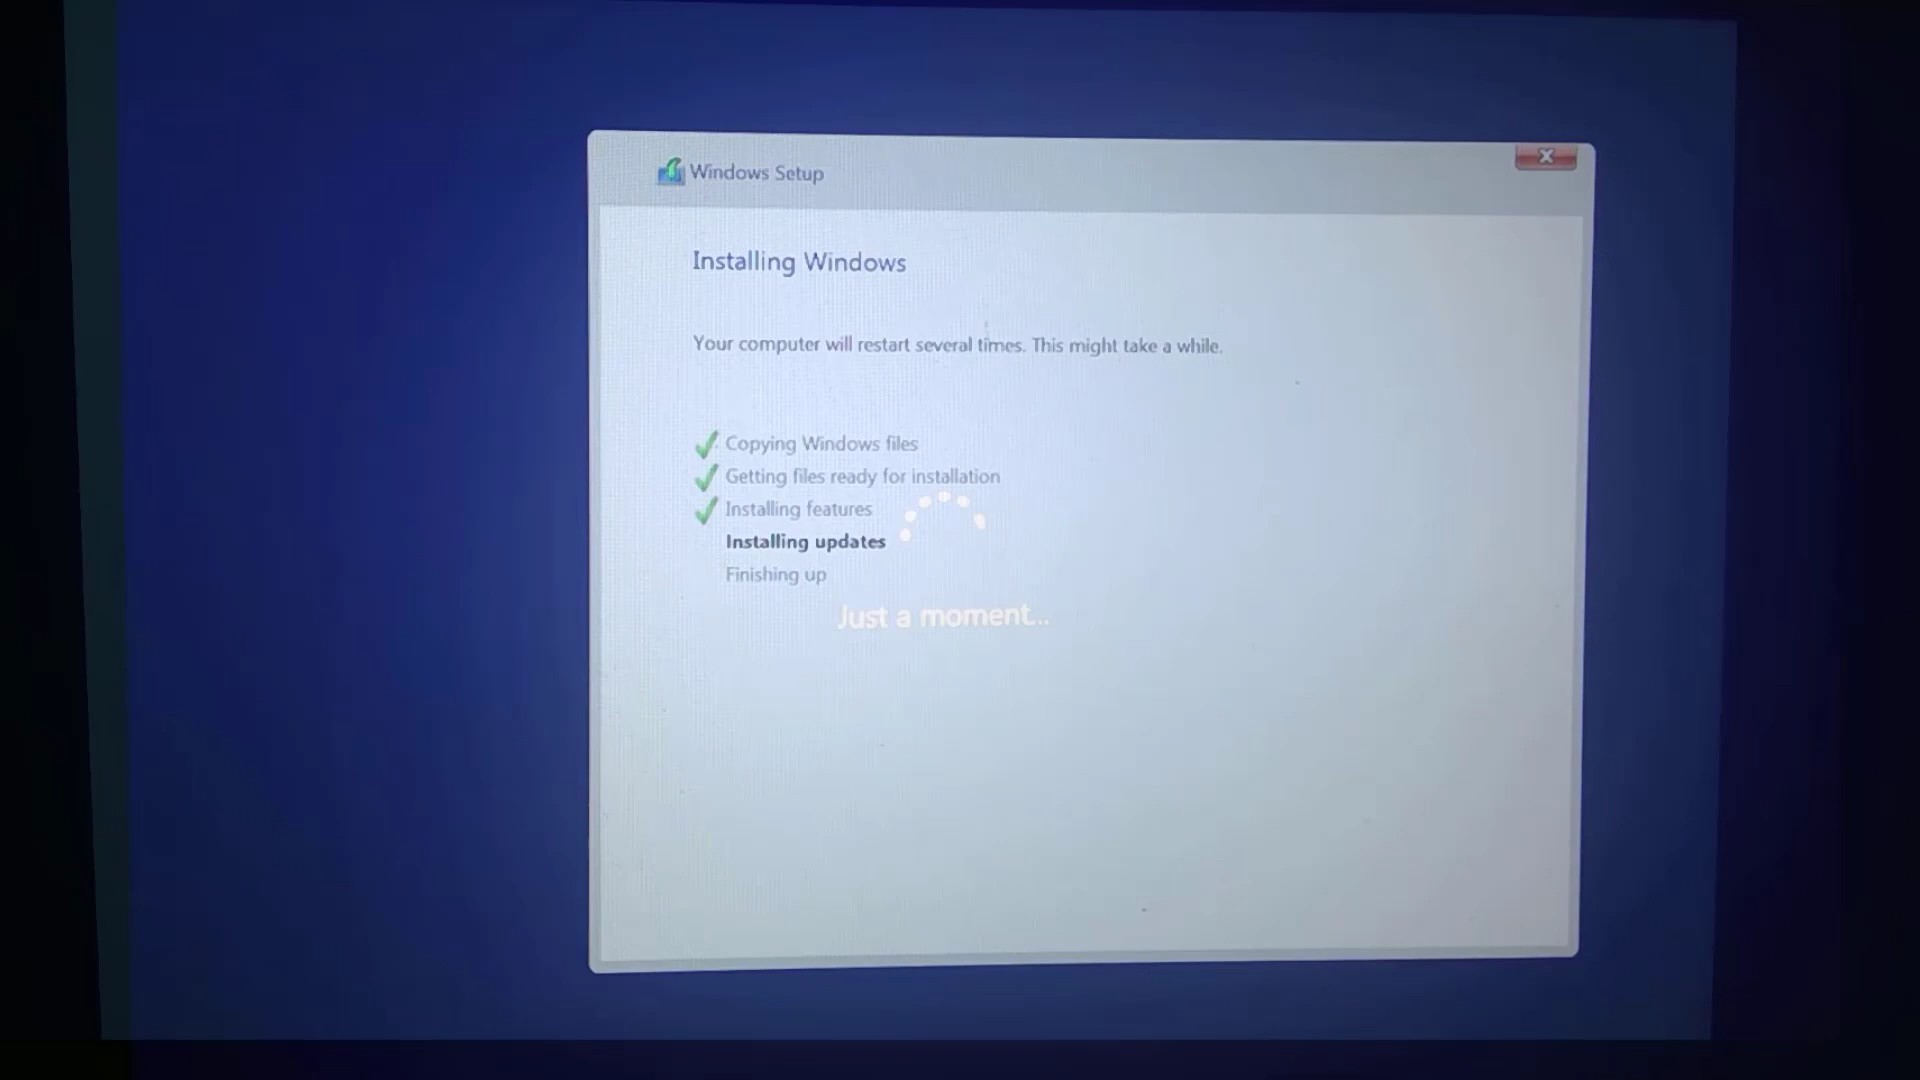 Windows Setup
Installing Windows
Your computer will restart several times. This might take a while.
Copying Windows files
Getting files ready for installation
Installing features
Installing updates
Finishing up
Just a moment...